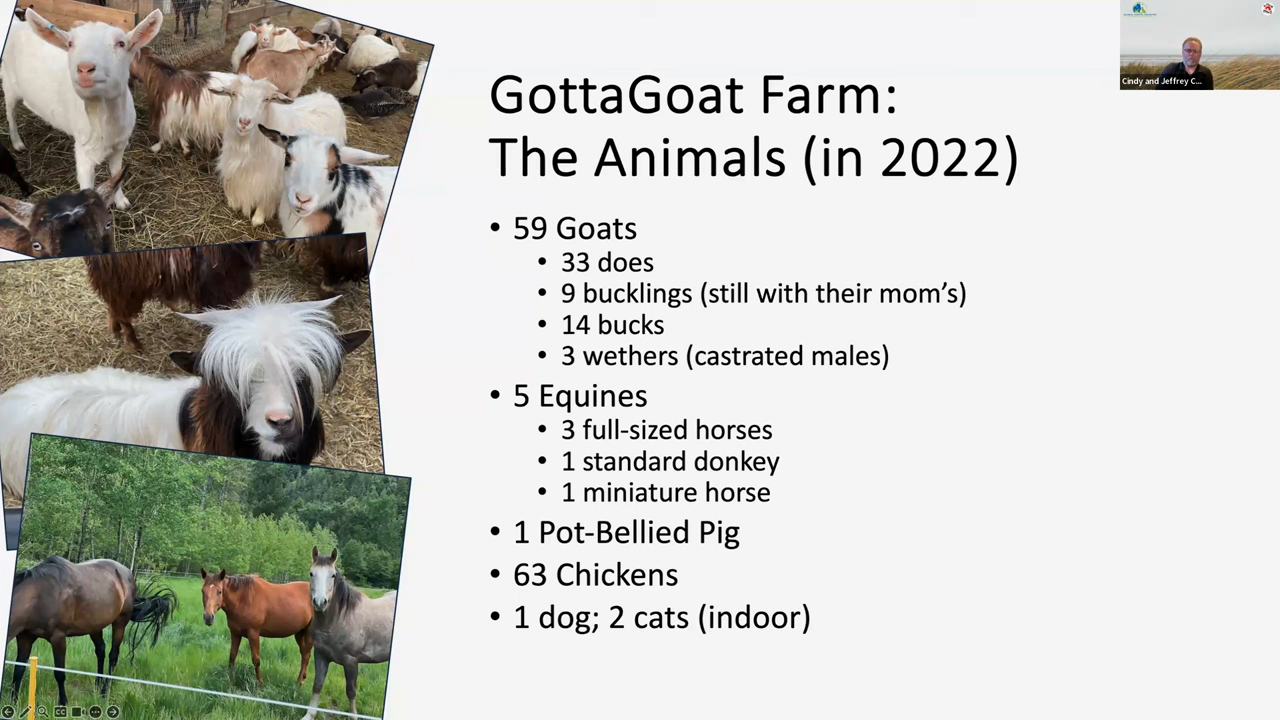 GottaGoat Farm:
The Animals (in 2022)
• 59 Goats
• 33 does
• 9 bucklings (still with their mom's)
• 14 bucks
• 3 wethers (castrated males)
• 5 Equines
• 3 full-sized horses
• 1 standard donkey
• 1 miniature horse
• 1 Pot-Bellied Pig
• 63 Chickens
• 1 dog; 2 cats (indoor)
Cindy and Jeffrey C...